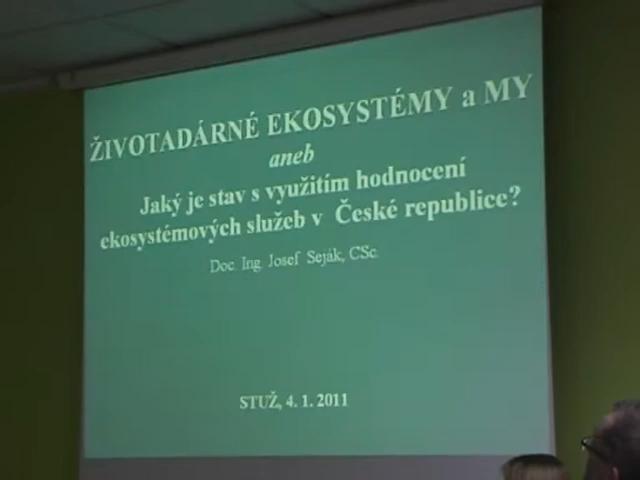 ŽIVOTADÁRNÉ EKOSYSTÉMY a MY
aneb
Jaký je stav s využitím hodnocení
ekosystémových služeb v České republice?
Doc. Ing. Josef Seják, CSc.
STUŽ, 4. 1. 2011